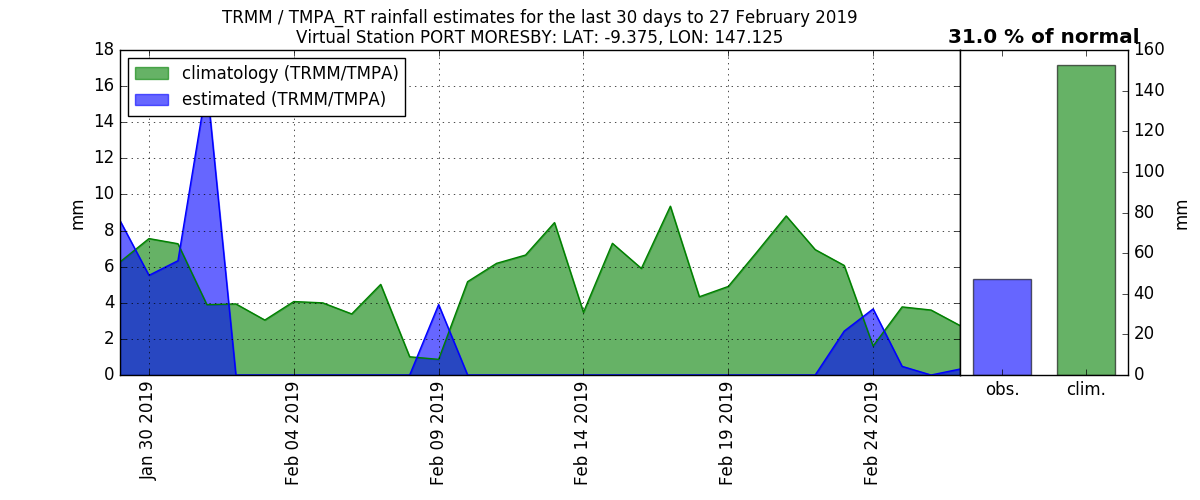 TRMM / TMPA_RT rainfall estimates for the last 30 days to 27 February 2019
Virtual Station PORT MORESBY: LAT: -9.375, LON: 147.125
31.0 % of normal
climatology (TRMM/TMPA)
estimated (TRMM/TMPA)
mm
18
16
14
12
10
8
6
4
2
0
Jan 30 2019
Feb 04 2019
Feb 09 2019
Feb 14 2019
Feb 19 2019
Feb 24 2019
obs.
clim.
160
140
120
100
80
60
40
20
0
mm